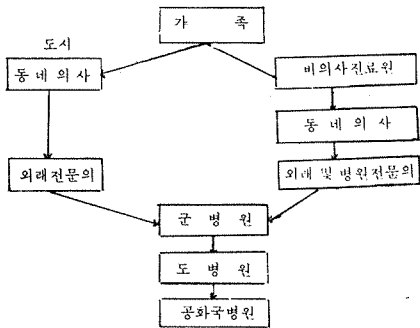 가 족
도시
동네의사
비의사진료원
동 네 의 사
외래전문의
외래 및 병원전문의
군 병 원
도 병 원
공화국병원